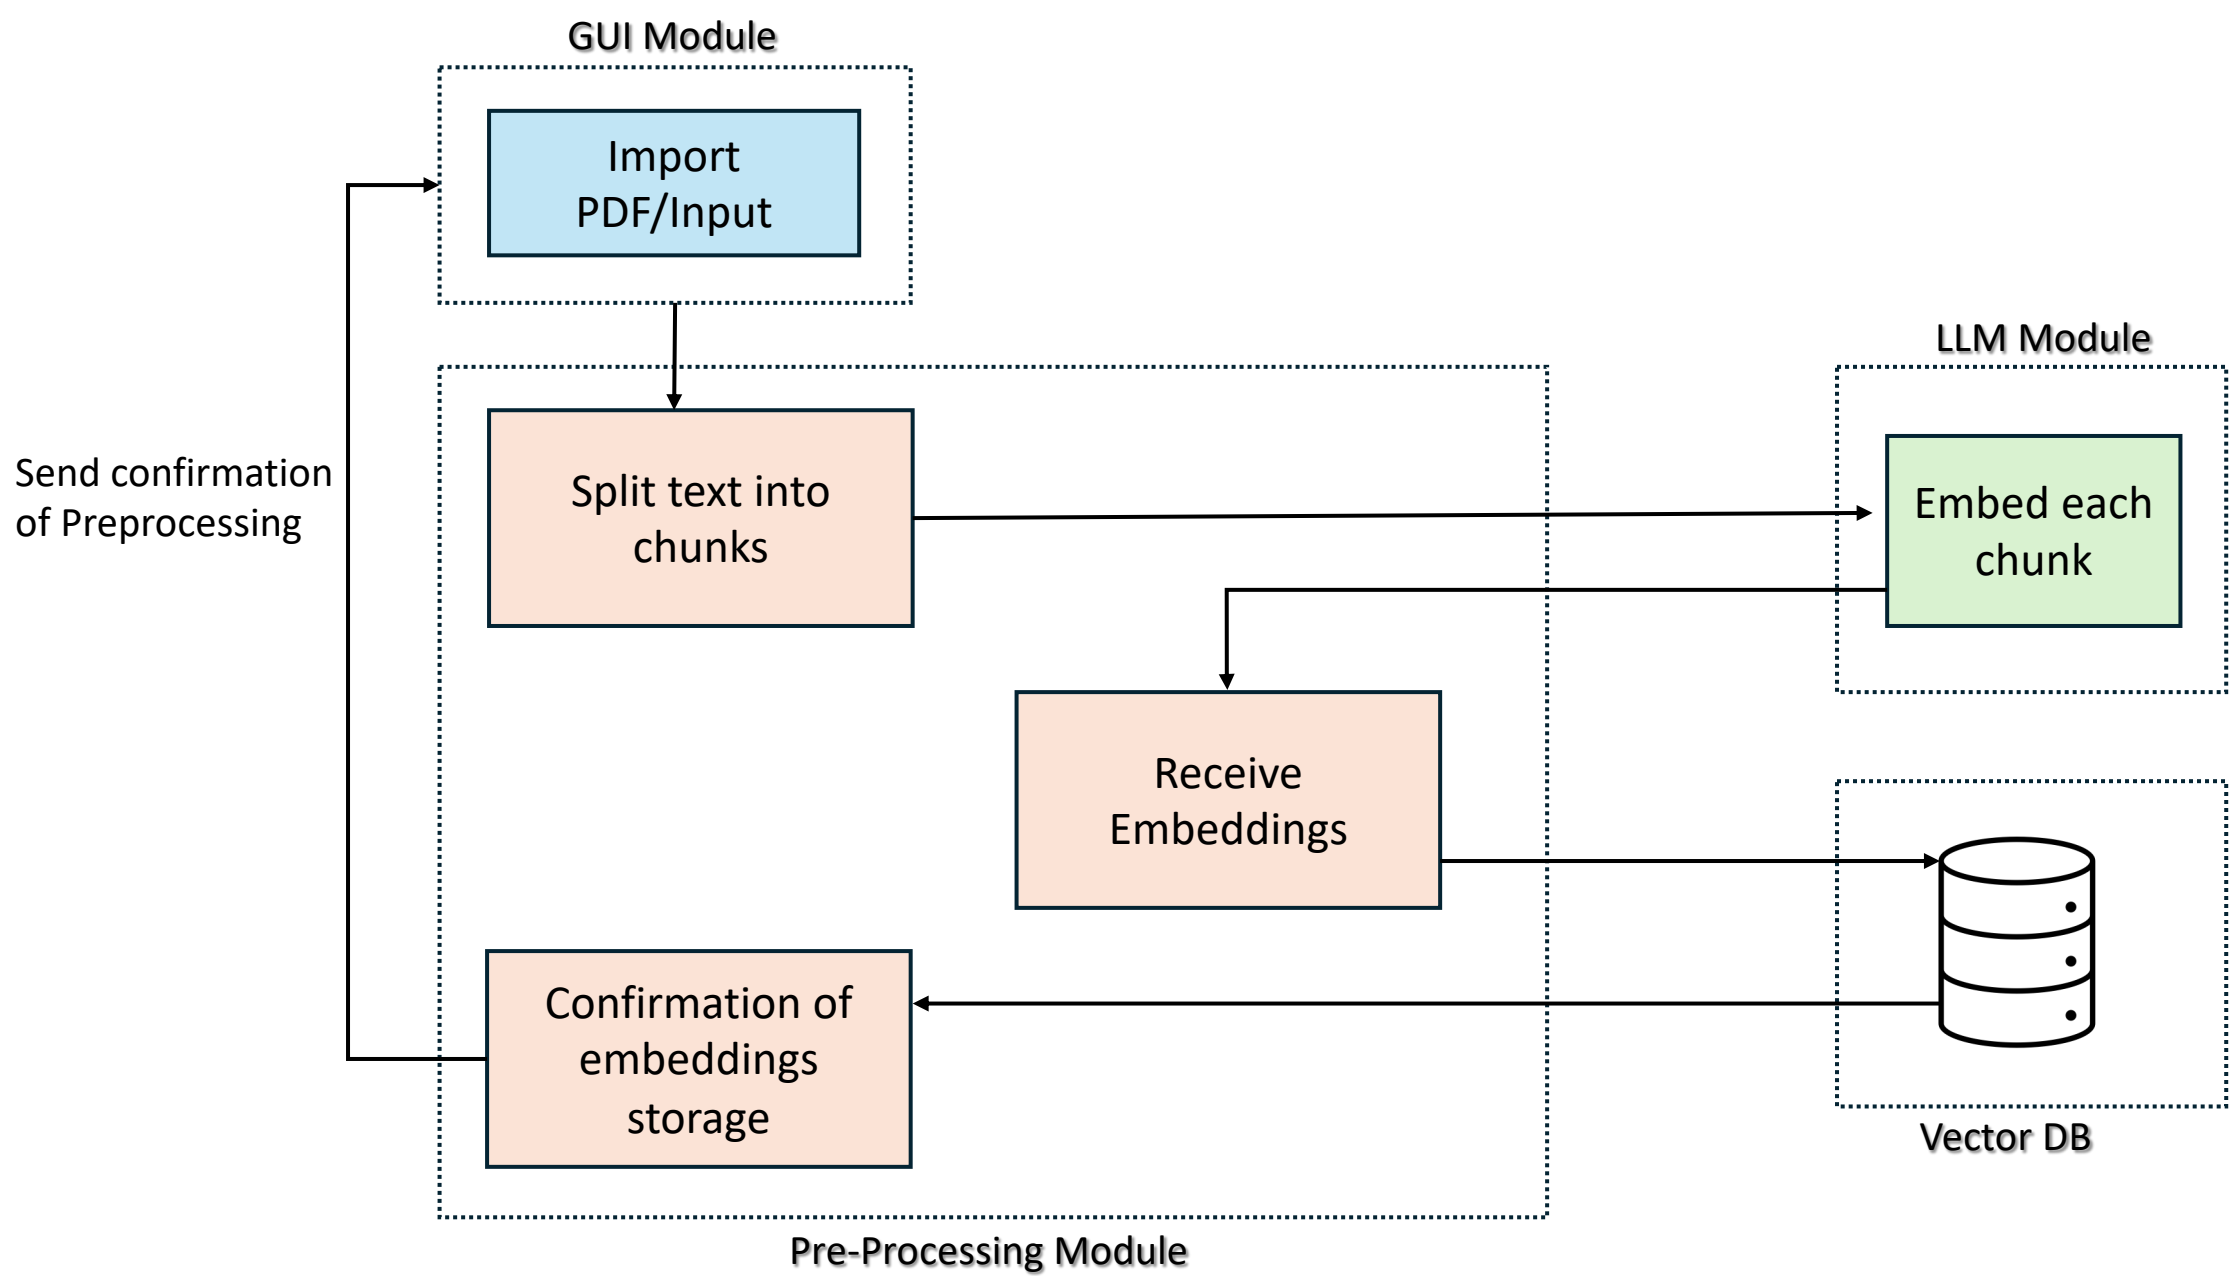 GUI Module
Import
PDF/Input
LLM Module
Send confirmation
of Preprocessing
Split text into
chunks
Embed each
chunk
Receive
Embeddings
Confirmation of
embeddings
storage
Vector DB
Pre-Processing Module